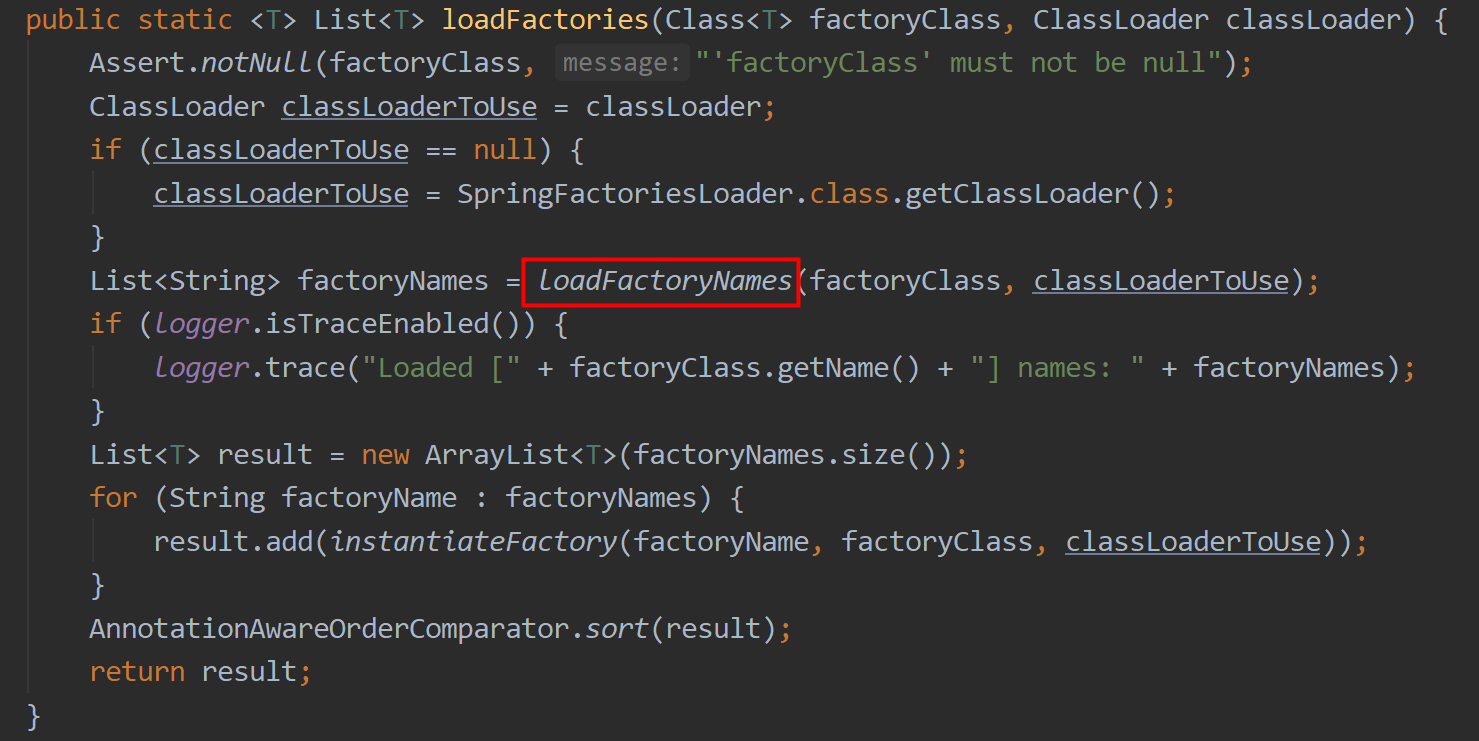 public static <T> List<T> loadFactories(Class<T> factoryClass, ClassLoader classLoader) {
Assert.notNull(factoryClass, message: "'factoryClass' must not be null");
ClassLoader classLoaderToUse = classLoader;
if (classLoaderToUse == null) {
classLoaderToUse = SpringFactoriesLoader.class.getClassLoader();
}
List<String> factoryNames = loadFactoryNames(factoryClass, classLoaderToUse);
if (logger.isTraceEnabled()) {
logger.trace("Loaded [" + factoryClass.getName() + "] names: " + factoryNames);
}
List<T> result = new ArrayList<T>(factoryNames.size());
for (String factoryName : factoryNames) {
result.add(instantiateFactory(factoryName, factoryClass, classLoaderToUse));
}
AnnotationAwareOrderComparator.sort(result);
return result;
}